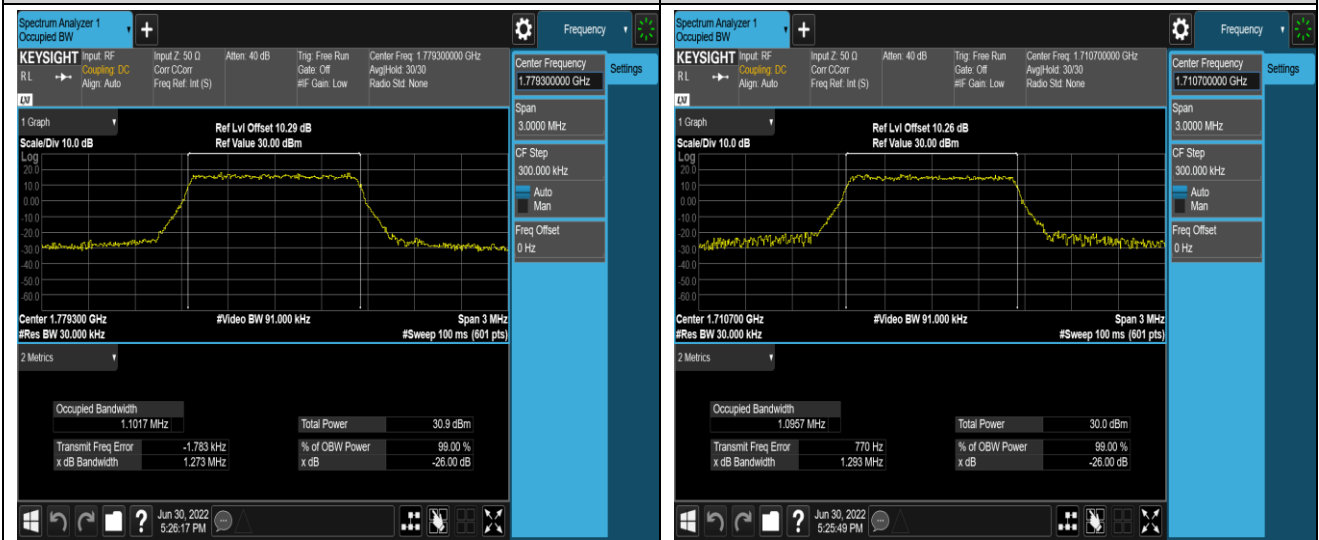 Spectrum Analyzer 1
Occupied BW
Frequency
KEYSIGHT Input: RF Input Z: 50 Ω Atten: 40 dB Trig: Free Run Center Freq: 1.779300000 GHz
R L Coupling: DC Corr CCorr Gate: Off Avg|Hold: 30/30
Align: Auto Freq Ref: Int (S) #IF Gain: Low Radio Std: None
LXI
Center Frequency
1.779300000 GHz
Settings
Span
3.0000 MHz
CF Step
300.000 kHz
Auto
Man
Freq Offset
0 Hz
1 Graph
Ref Lvl Offset 10.29 dB
Scale/Div 10.0 dB Ref Value 30.00 dBm
Log
20.0
10.0
0.00
-10.0
-20.0
-30.0
-40.0
-50.0
-60.0
Center 1.779300 GHz #Video BW 91.000 kHz Span 3 MHz
#Res BW 30.000 kHz #Sweep 100 ms (601 pts)
2 Metrics
Occupied Bandwidth
1.1017 MHz Total Power 30.9 dBm
Transmit Freq Error -1.783 kHz % of OBW Power 99.00 %
x dB Bandwidth 1.273 MHz x dB -26.00 dB
Jun 30, 2022
5:26:17 PM
Spectrum Analyzer 1
Occupied BW
Frequency
KEYSIGHT Input: RF Input Z: 50 Ω Atten: 40 dB Trig: Free Run Center Freq: 1.710700000 GHz
R L Coupling: DC Corr CCorr Gate: Off Avg|Hold: 30/30
Align: Auto Freq Ref: Int (S) #IF Gain: Low Radio Std: None
LXI
Center Frequency
1.710700000 GHz
Settings
Span
3.0000 MHz
CF Step
300.000 kHz
Auto
Man
Freq Offset
0 Hz
1 Graph
Ref Lvl Offset 10.26 dB
Scale/Div 10.0 dB Ref Value 30.00 dBm
Log
20.0
10.0
0.00
-10.0
-20.0
-30.0
-40.0
-50.0
-60.0
Center 1.710700 GHz #Video BW 91.000 kHz Span 3 MHz
#Res BW 30.000 kHz #Sweep 100 ms (601 pts)
2 Metrics
Occupied Bandwidth
1.0957 MHz Total Power 30.0 dBm
Transmit Freq Error 770 Hz % of OBW Power 99.00 %
x dB Bandwidth 1.293 MHz x dB -26.00 dB
Jun 30, 2022
5:25:49 PM